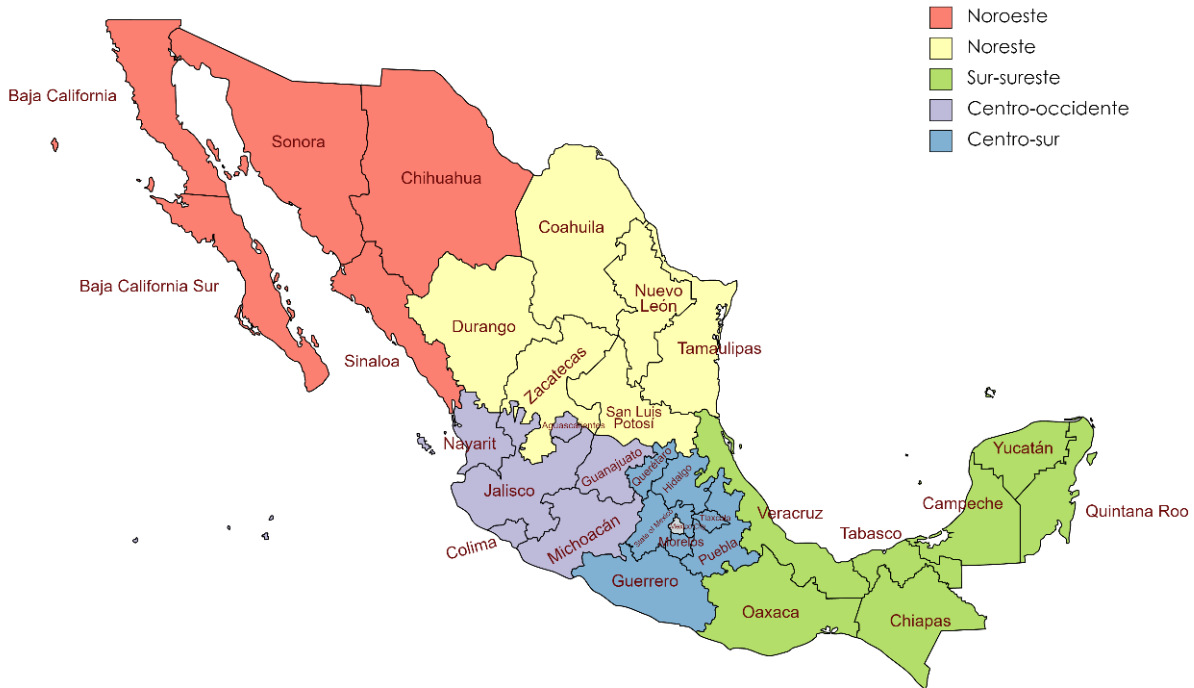 Noroeste
Noreste
Sur-sureste
Centro-occidente
Centro-sur
Baja California
Sonora
Chihuahua
Coahuila
Baja California Sur
Nuevo
León
Durango
Tamaulipas
Sinaloa
Zacatecas
San Luis
Potosí
Aguascalientes
Nayarit
Yucatán
Guanajuato
Querétaro
Hidalgo
Jalisco
Campeche
Quintana Roo
Veracruz
Tlaxcala
State of Mexico
Tabasco
Michoacán
Colima
Morelos
Puebla
Guerrero
Oaxaca
Chiapas